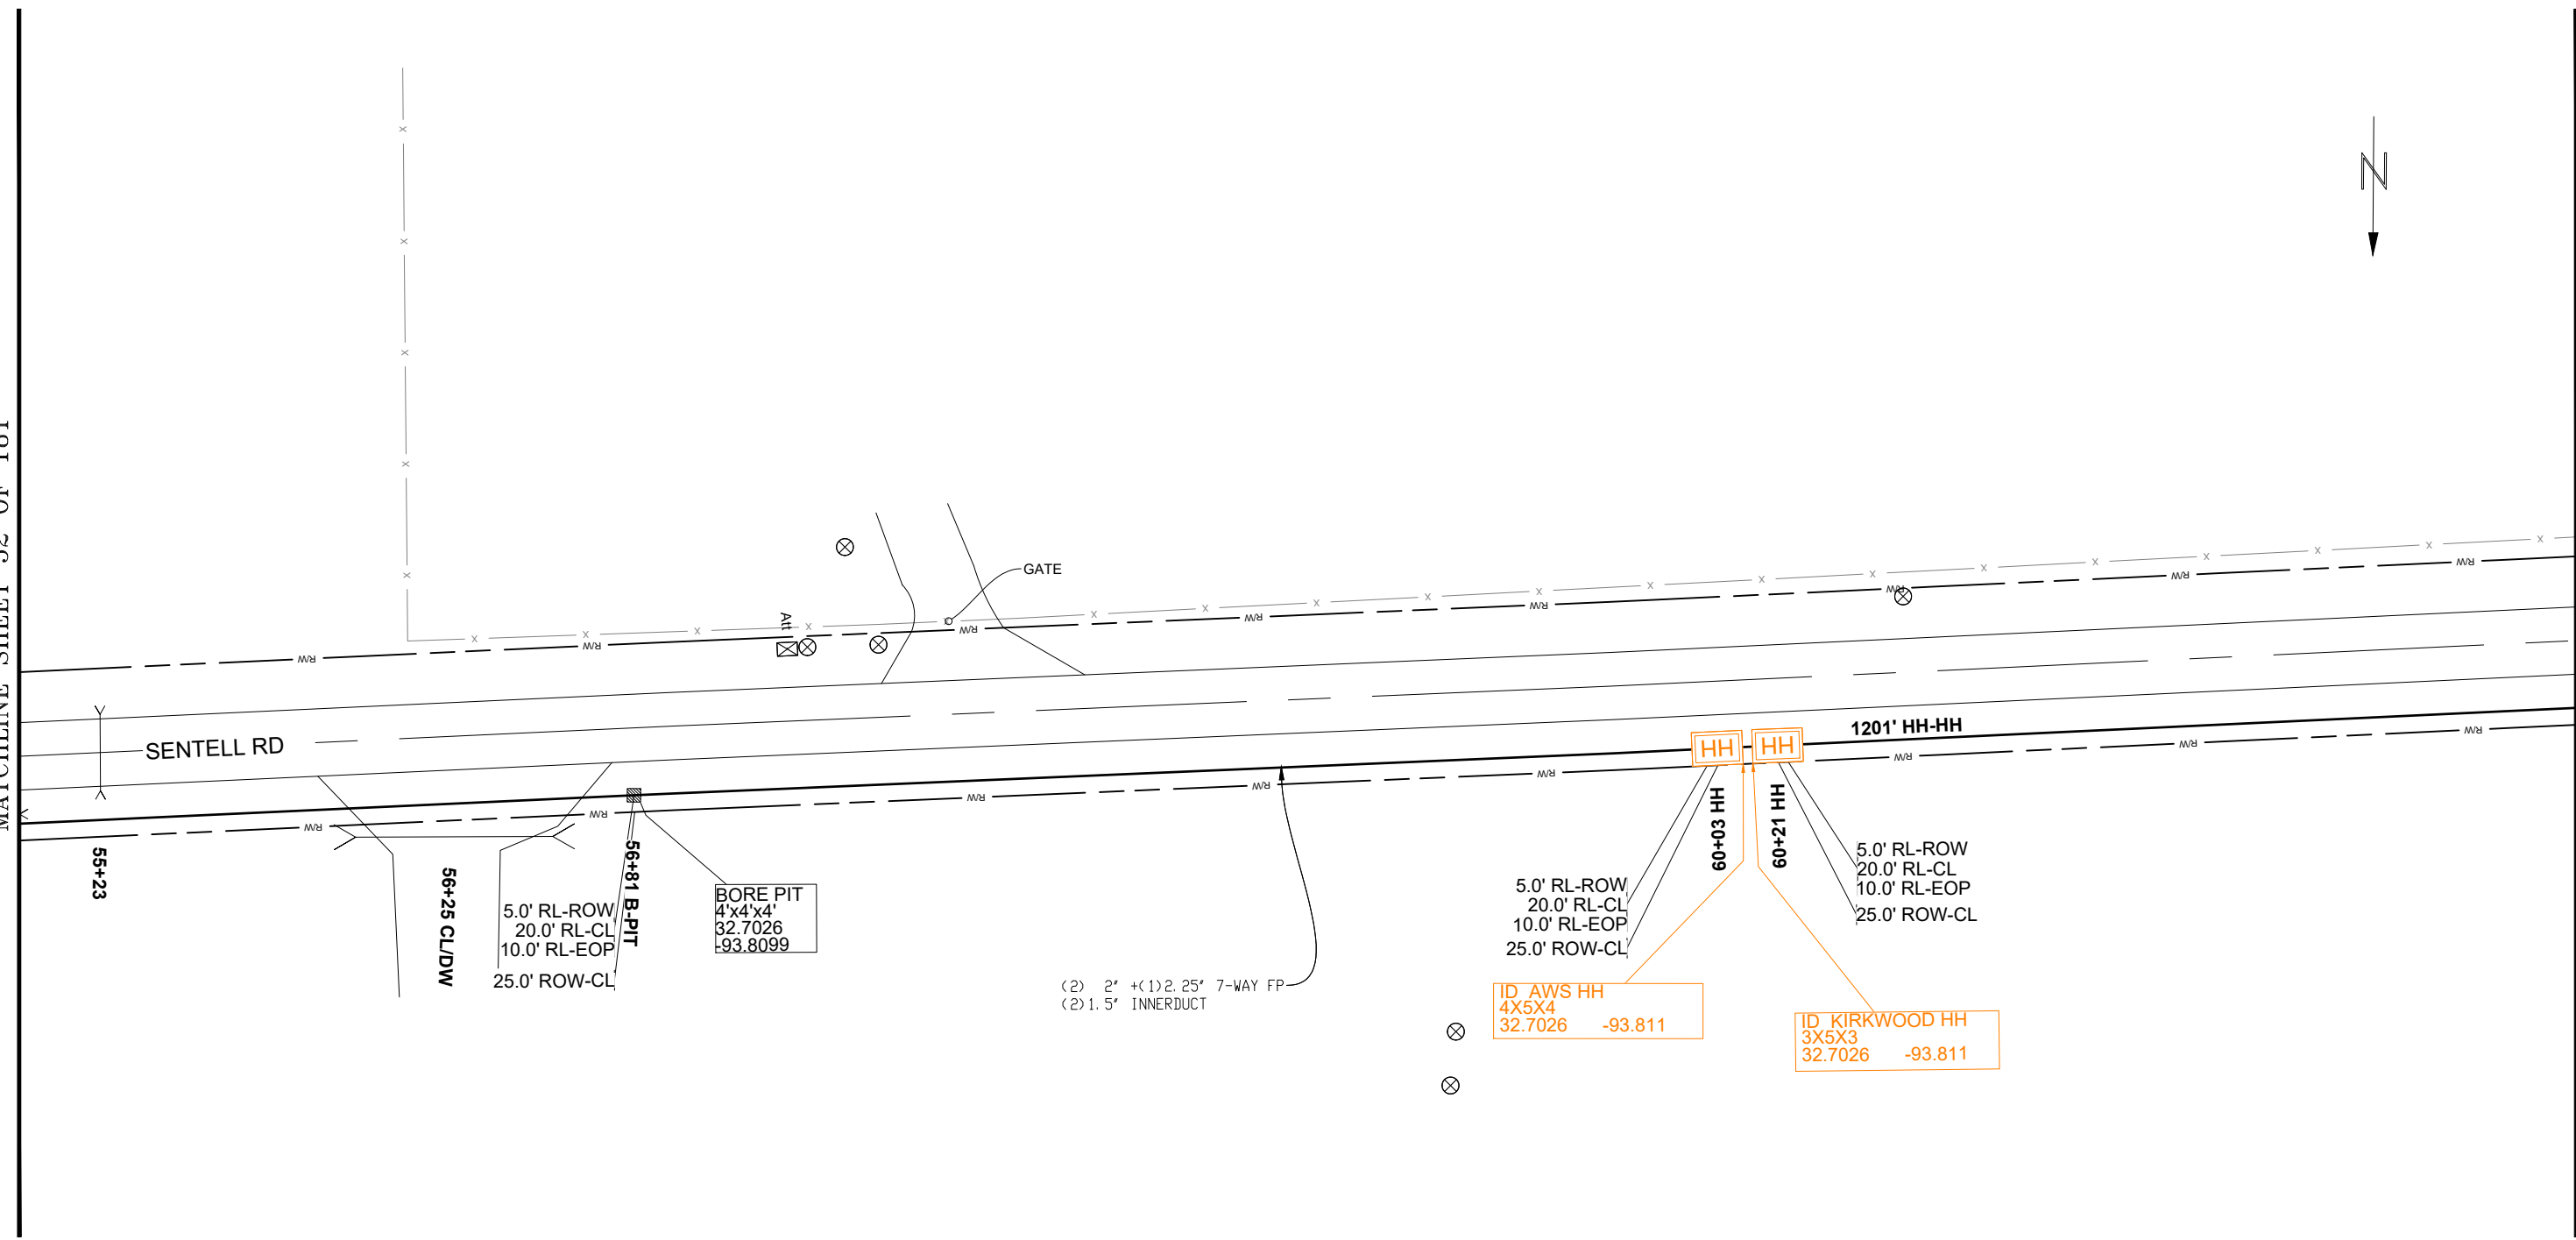 N
GATE
Att
x x x x x x x x x x x x x x x x x x x x x x x x
R/W R/W R/W R/W R/W R/W R/W R/W
SENTELL RD
1201' HH-HH
HH
HH
R/W R/W R/W R/W R/W R/W R/W R/W
55+23
56+25 CL/DW
56+81 B-PIT
5.0' RL-ROW
20.0' RL-CL
10.0' RL-EOP
25.0' ROW-CL
BORE PIT
4'x4'x4'
32.7026
-93.8099
(2) 2" +(1)2.25" 7-WAY FP
(2)1.5" INNERDUCT
60+03 HH
60+21 HH
5.0' RL-ROW
20.0' RL-CL
10.0' RL-EOP
25.0' ROW-CL
5.0' RL-ROW
20.0' RL-CL
10.0' RL-EOP
25.0' ROW-CL
ID AWS HH
4X5X4
32.7026 -93.811
ID KIRKWOOD HH
3X5X3
32.7026 -93.811